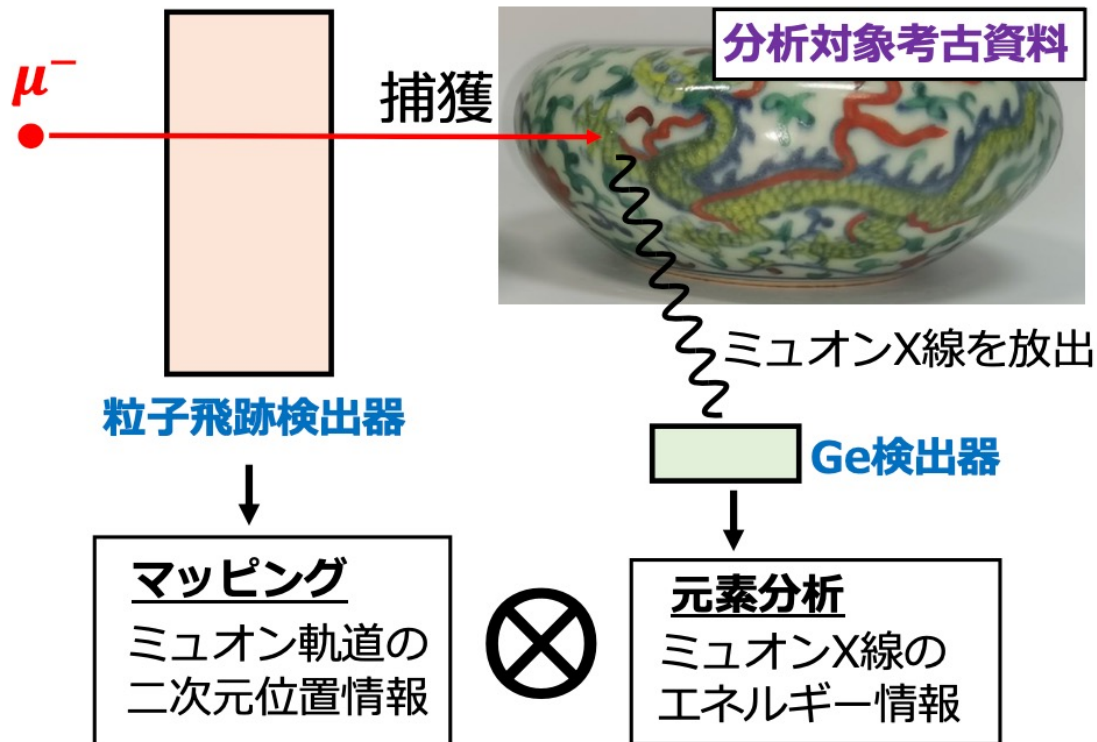 分析対象考古資料
μ⁻
捕獲
ミュオンX線を放出
粒子飛跡検出器
Ge検出器
マッピング
ミュオン軌道の
二次元位置情報
元素分析
ミュオンX線の
エネルギー情報